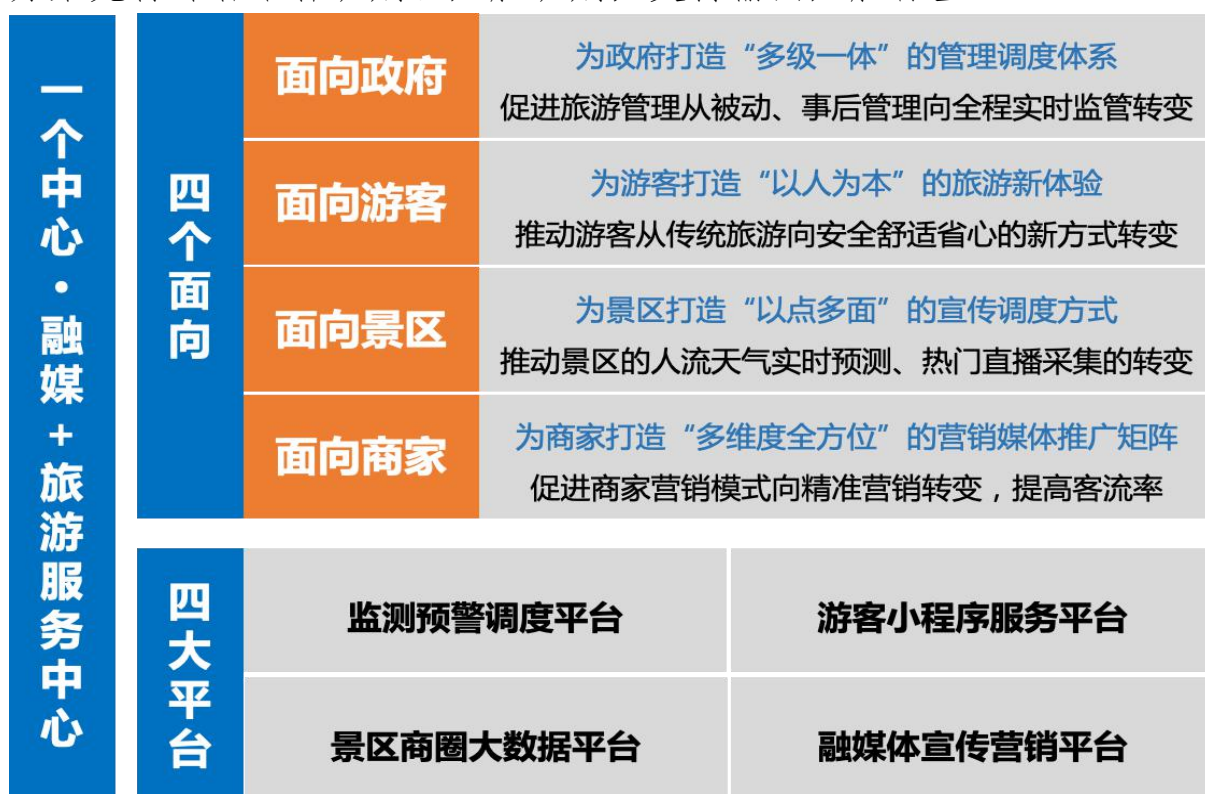 一个中心·融媒+旅游服务中心
四个面向
面向政府
为政府打造“多级一体”的管理调度体系
促进旅游管理从被动、事后管理向全程实时监管转变
面向游客
为游客打造“以人为本”的旅游新体验
推动游客从传统旅游向安全舒适省心的新方式转变
面向景区
为景区打造“以点多面”的宣传调度方式
推动景区的人流天气实时预测、热门直播采集的转变
面向商家
为商家打造“多维度全方位”的营销媒体推广矩阵
促进商家营销模式向精准营销转变，提高客流率
四大平台
监测预警调度平台
游客小程序服务平台
景区商圈大数据平台
融媒体宣传营销平台